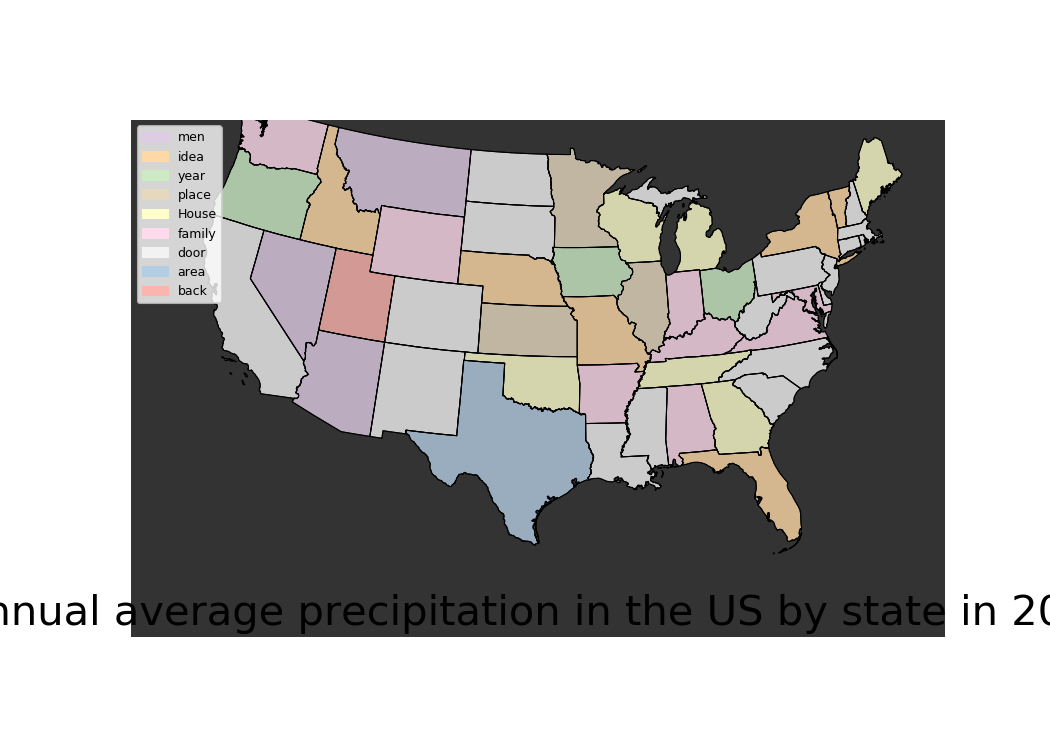 men
idea
year
place
House
family
door
area
back
nnual average precipitation in the US by state in 20